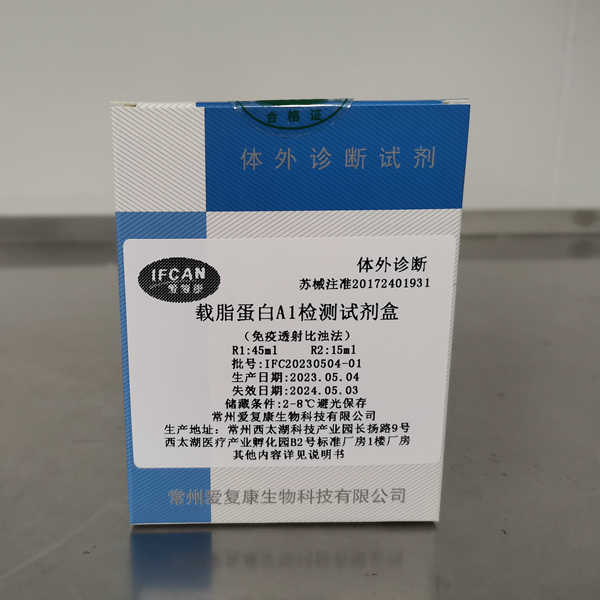 合格证
体外诊断试剂
IFCAN
爱复康
体外诊断
苏械注准20172401931
载脂蛋白A1检测试剂盒
(免疫透射比浊法)
R1:45ml R2:15ml
批号:IFC20230504-01
生产日期:2023.05.04
失效日期:2024.05.03
储藏条件:2-8℃避光保存
常州爱复康生物科技有限公司
生产地址:常州西太湖科技产业园长扬路9号
西太湖医疗产业孵化园B2号标准厂房1楼厂房
其他内容详见说明书
常州爱复康生物科技有限公司